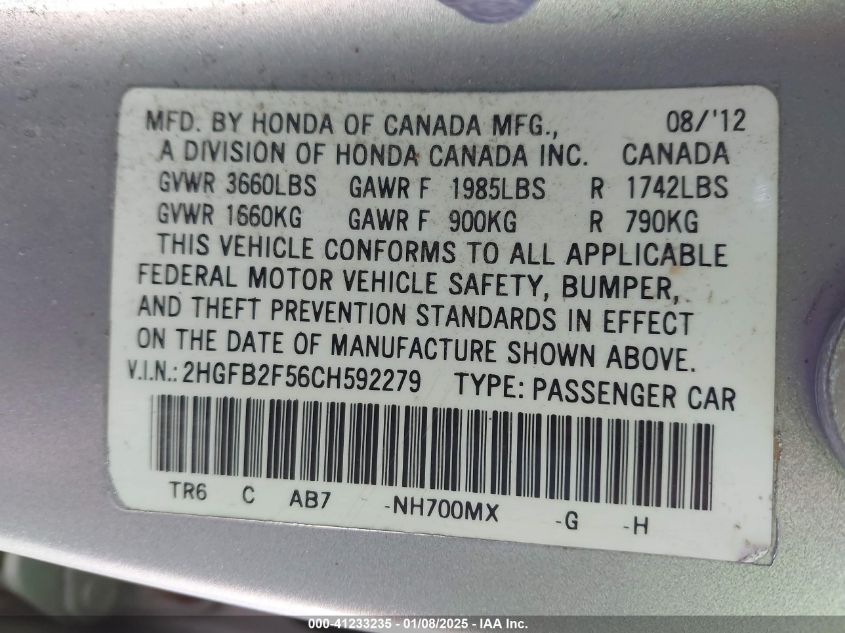 MFD. BY HONDA OF CANADA MFG., 08/'12
A DIVISION OF HONDA CANADA INC. CANADA
GVWR 3660LBS GAWR F 1985LBS R 1742LBS
GVWR 1660KG GAWR F 900KG R 790KG
THIS VEHICLE CONFORMS TO ALL APPLICABLE
FEDERAL MOTOR VEHICLE SAFETY, BUMPER,
AND THEFT PREVENTION STANDARDS IN EFFECT
ON THE DATE OF MANUFACTURE SHOWN ABOVE.
V.I.N.: 2HGFB2F56CH592279 TYPE: PASSENGER CAR
TR6 C AB7 -NH700MX -G -H
000-41233235 - 01/08/2025 - IAA Inc.